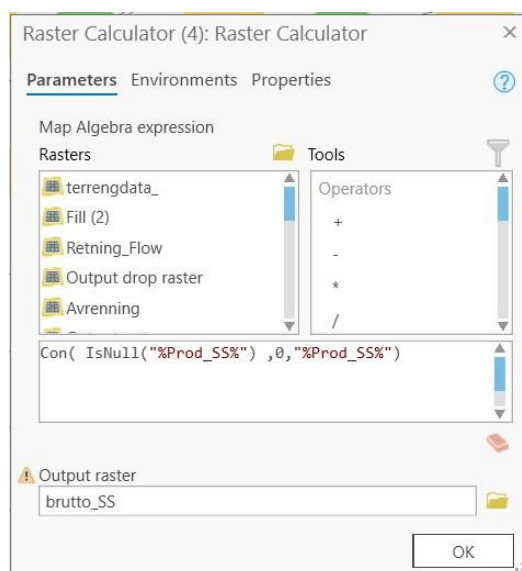 Raster Calculator (4): Raster Calculator
Parameters Environments Properties
Map Algebra expression
Rasters Tools
terrengdata_
Fill (2)
Retning_Flow
Output drop raster
Avrenning
Operators
+
-
*
/
Con( IsNull("%Prod_SS%") ,0,"%Prod_SS%")
Output raster
brutto_SS
OK